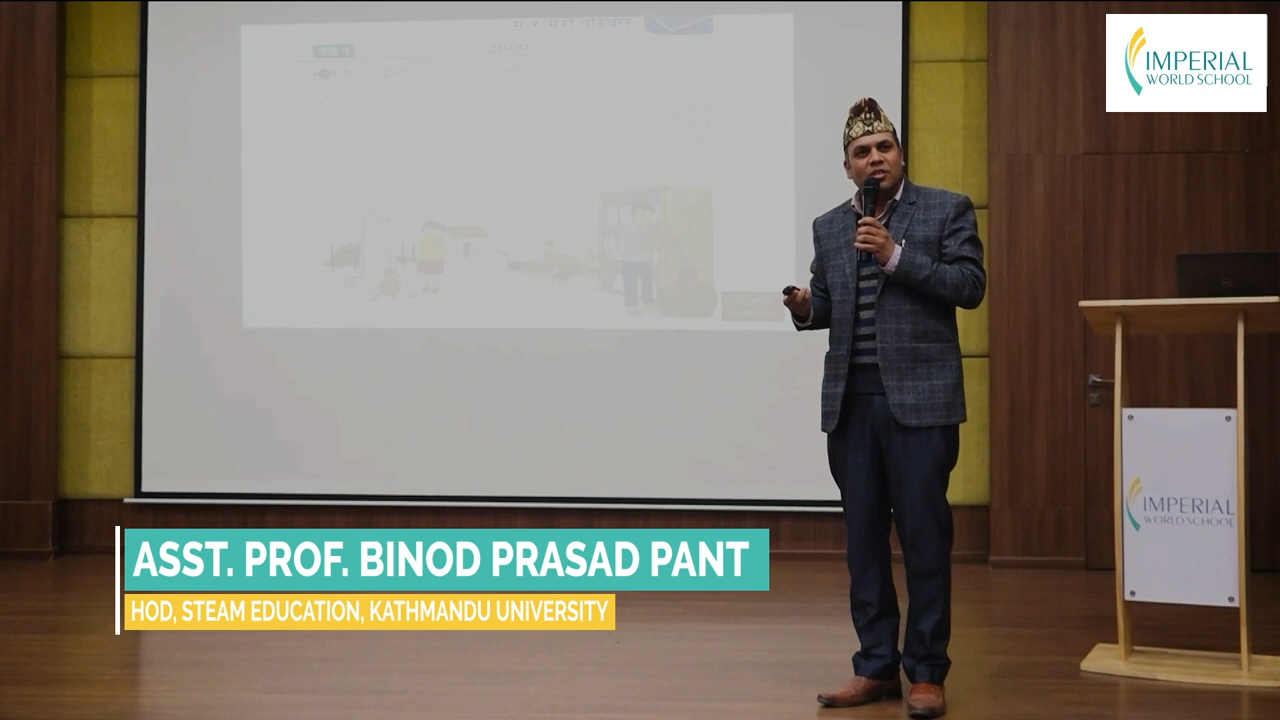 IMPERIAL
WORLD SCHOOL
IMPERIAL
WORLD SCHOOL
ASST. PROF. BINOD PRASAD PANT
HOD, STEAM EDUCATION, KATHMANDU UNIVERSITY